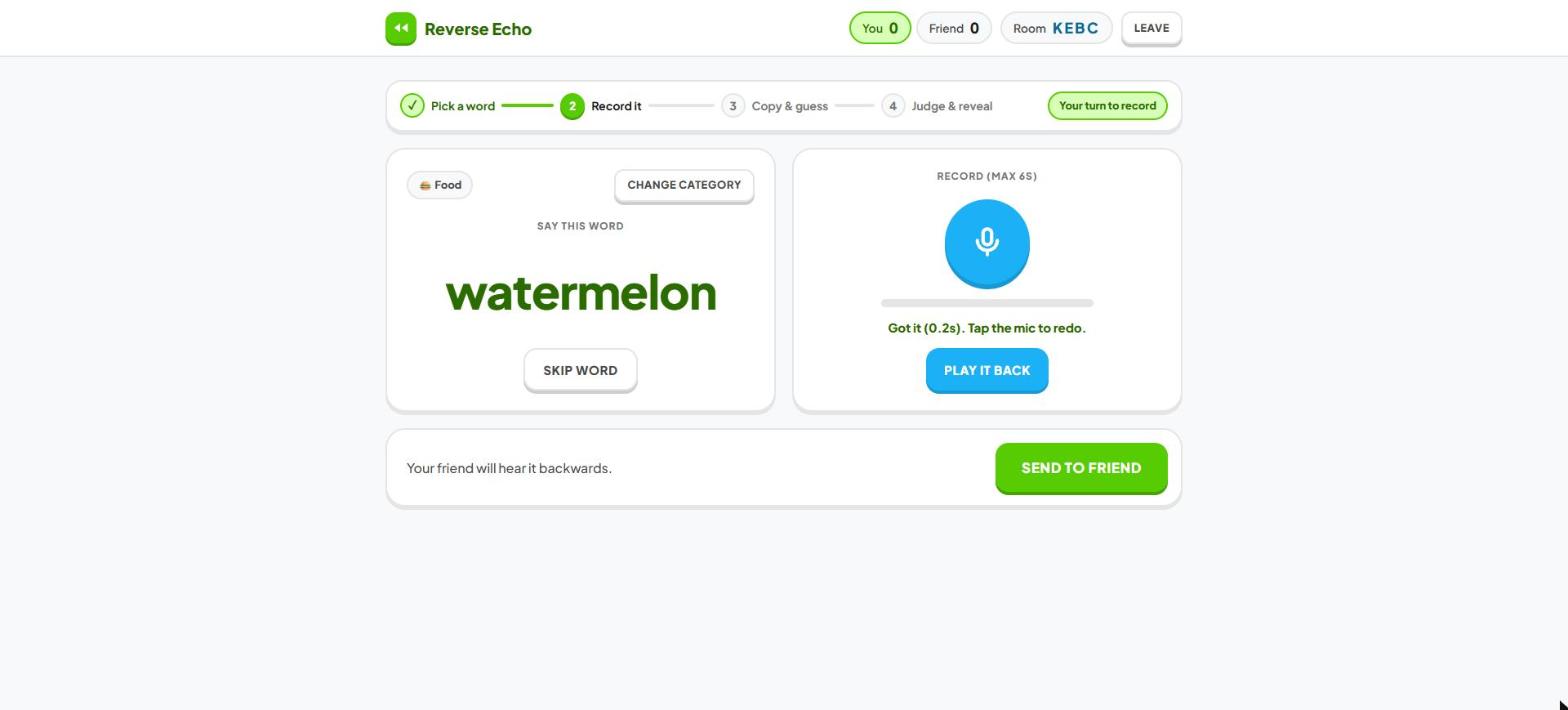 Reverse Echo
You 0
Friend 0
Room KEBC
LEAVE
✓ Pick a word
2 Record it
3 Copy & guess
4 Judge & reveal
Your turn to record
Food
CHANGE CATEGORY
SAY THIS WORD
watermelon
SKIP WORD
RECORD (MAX 6S)
Got it (0.2s). Tap the mic to redo.
PLAY IT BACK
Your friend will hear it backwards.
SEND TO FRIEND